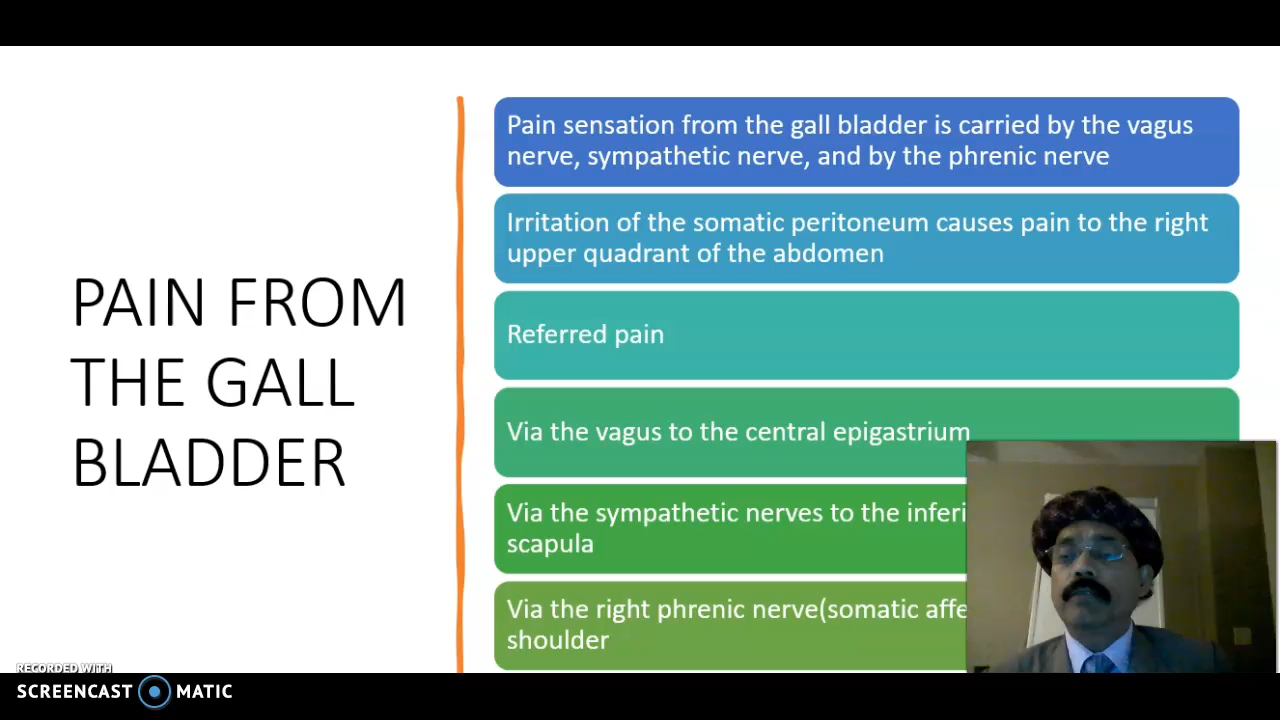 PAIN FROM
THE GALL
BLADDER
Pain sensation from the gall bladder is carried by the vagus
nerve, sympathetic nerve, and by the phrenic nerve
Irritation of the somatic peritoneum causes pain to the right
upper quadrant of the abdomen
Referred pain
Via the vagus to the central epigastrium
Via the sympathetic nerves to the
scapula
Via the right phrenic nerve(somatic
shoulder
RECORDED WITH
SCREENCAST MATIC